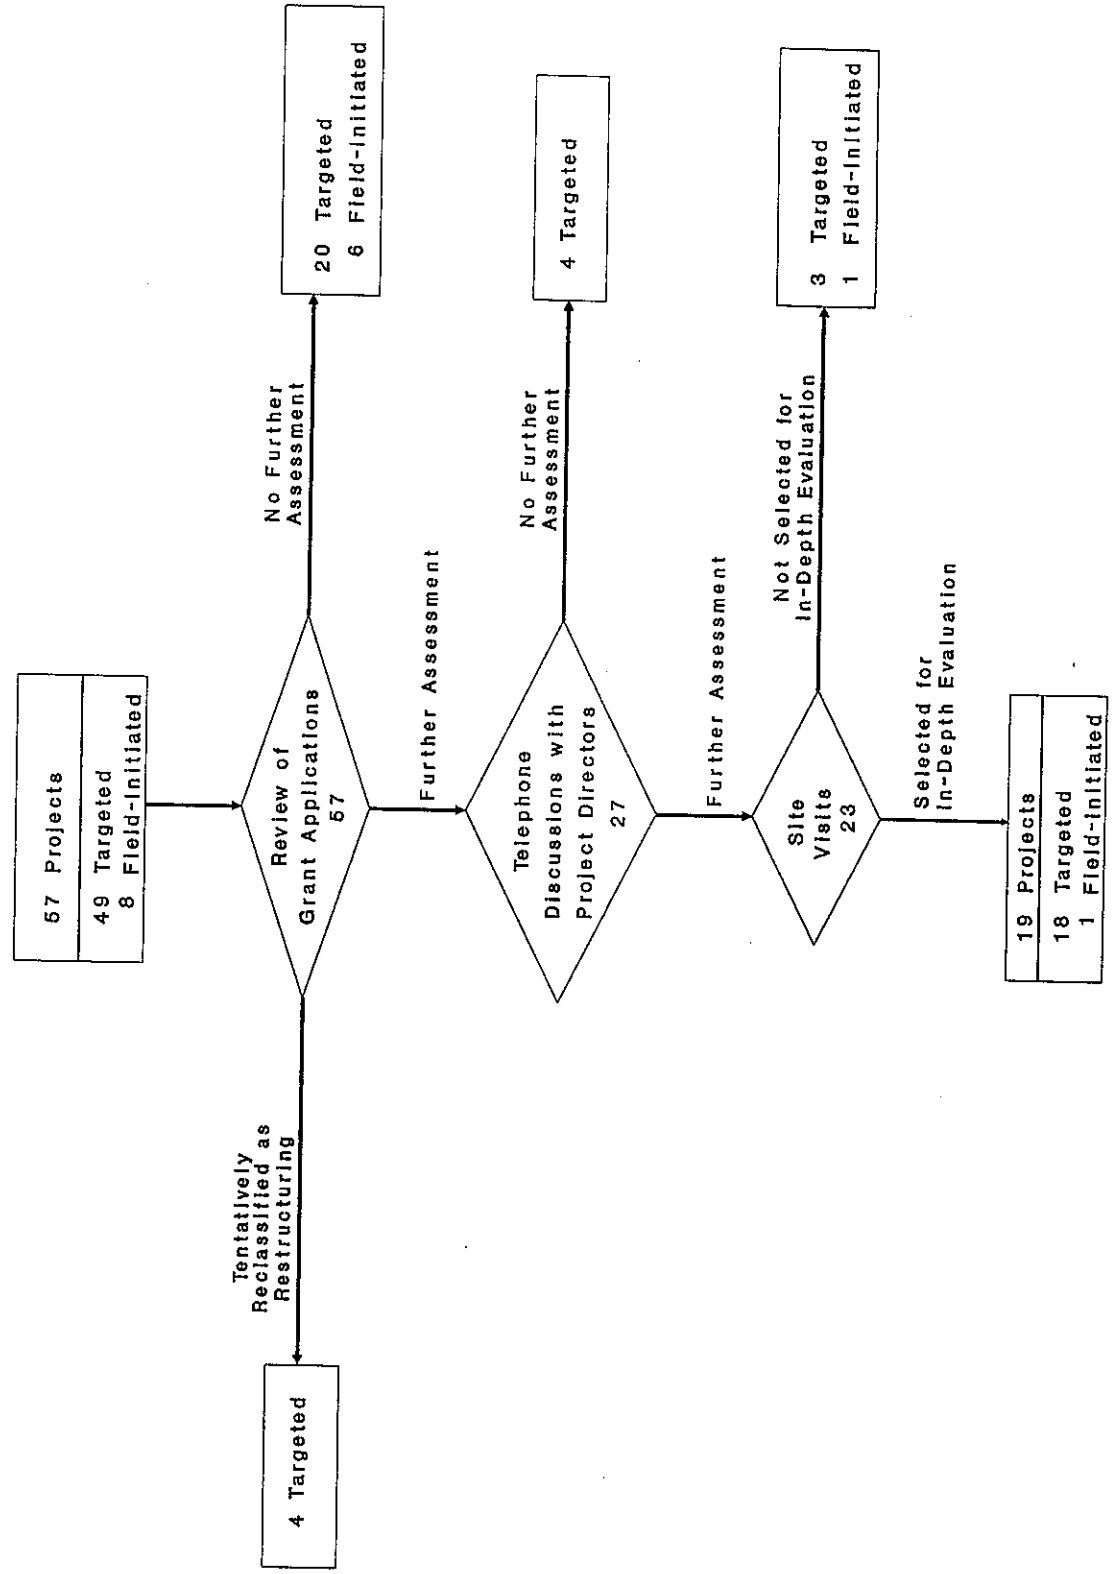 57 Projects
49 Targeted
8 Field-Initiated
Review of
Grant Applications
57
Tentatively
Reclassified as
Restructuring
4 Targeted
No Further
Assessment
20 Targeted
6 Field-Initiated
Further Assessment
Telephone
Discussions with
Project Directors
27
No Further
Assessment
4 Targeted
Further Assessment
Site
Visits
23
Not Selected for
In-Depth Evaluation
3 Targeted
1 Field-Initiated
Selected for
In-Depth Evaluation
19 Projects
18 Targeted
1 Field-Initiated